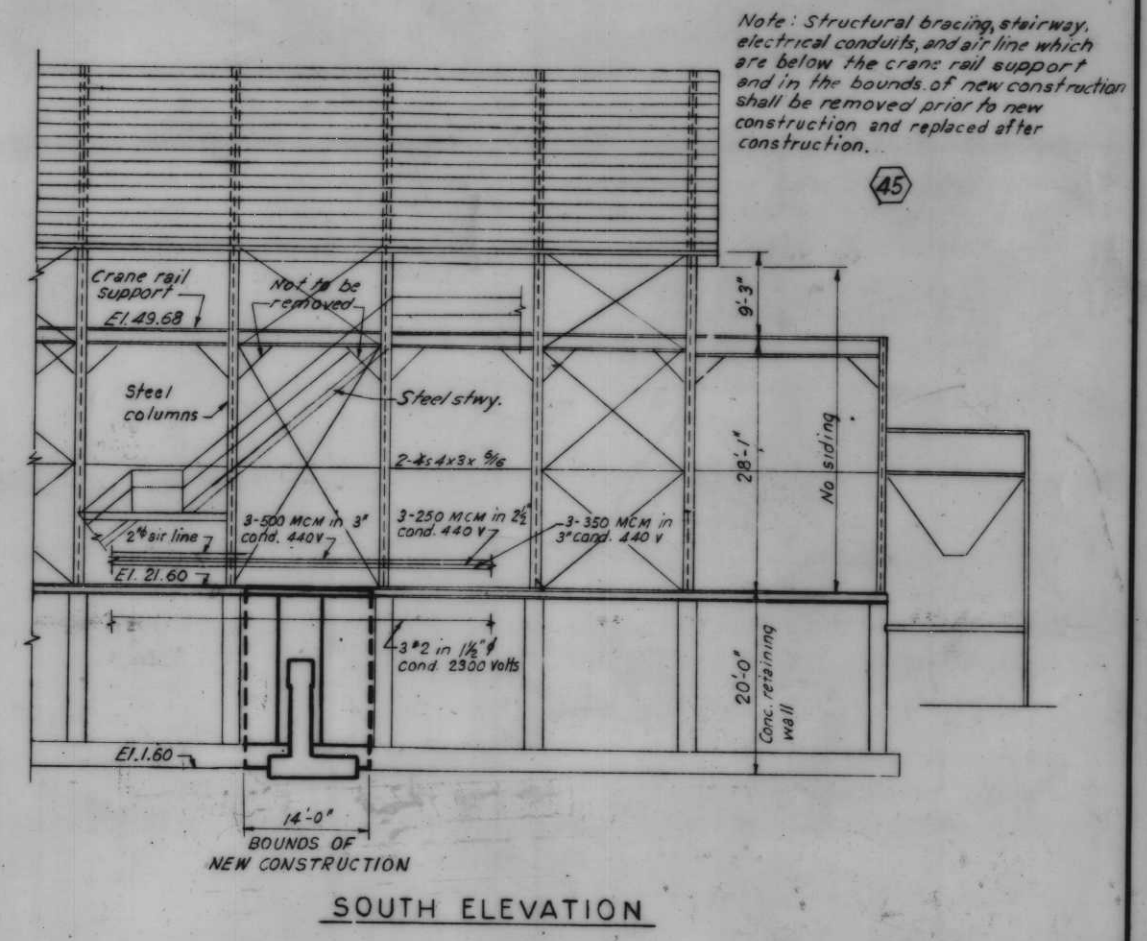 Note: Structural bracing, stairway,
electrical conduits, and air line which
are below the crane rail support
and in the bounds of new construction
shall be removed prior to new
construction and replaced after
construction.
45
Crane rail
support
El. 49.68
Not to be
removed
9'-3"
Steel
columns
Steel stwy.
No siding
28'-1"
2-∠s 4x3x 5/16
3-500 MCM in 3"
cond. 440V
3-250 MCM in 2½"
cond. 440 V
3-350 MCM in
3" cond. 440 V
2"ϕ air line
El. 21.60
3 #2 in 1½" ϕ
cond. 2300 volts
20'-0"
Conc. retaining
wall
El. 1.60
14'-0"
BOUNDS OF
NEW CONSTRUCTION
SOUTH ELEVATION